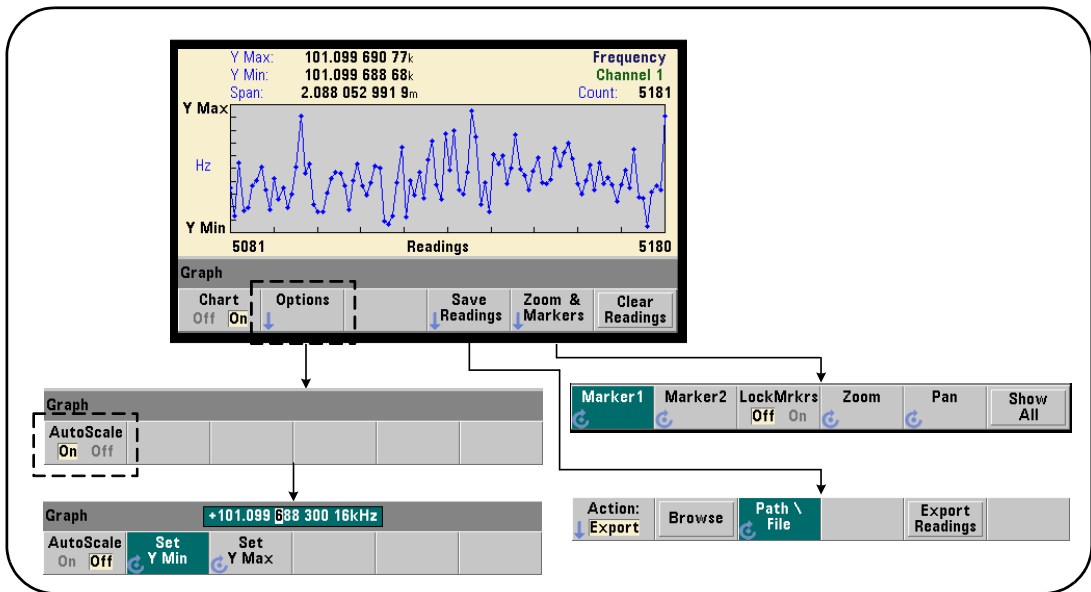 Y Max: 101.099 690 77k Frequency
Y Min: 101.099 688 68k Channel 1
Span: 2.088 052 991 9m Count: 5181
Y Max
Hz
Y Min
5081 Readings 5180
Graph
Chart Options Save Zoom & Clear
Off On Readings Markers Readings
Graph
AutoScale
On Off
Marker1 Marker2 LockMrkrs Zoom Pan Show
Off On All
Graph +101.099 688 300 16kHz
AutoScale Set Set
On Off Y Min Y Max
Action: Browse Path \ Export
Export File Readings